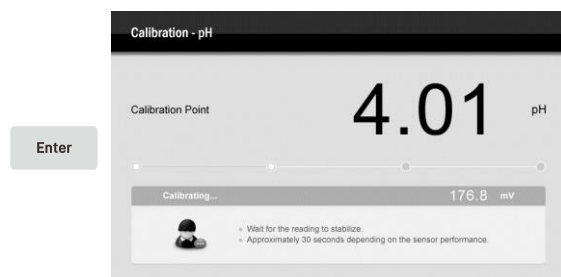 Calibration - pH
Calibration Point 4.01 pH
Enter
Calibrating... 176.8 mV
Wait for the reading to stabilize.
Approximately 30 seconds depending on the sensor performance.